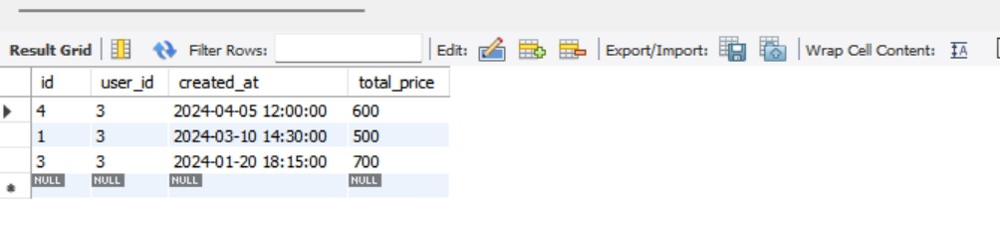 Result Grid Filter Rows: Edit: Export/Import: Wrap Cell Content: IA
id user_id created_at total_price
4 3 2024-04-05 12:00:00 600
1 3 2024-03-10 14:30:00 500
3 3 2024-01-20 18:15:00 700
NULL NULL NULL NULL